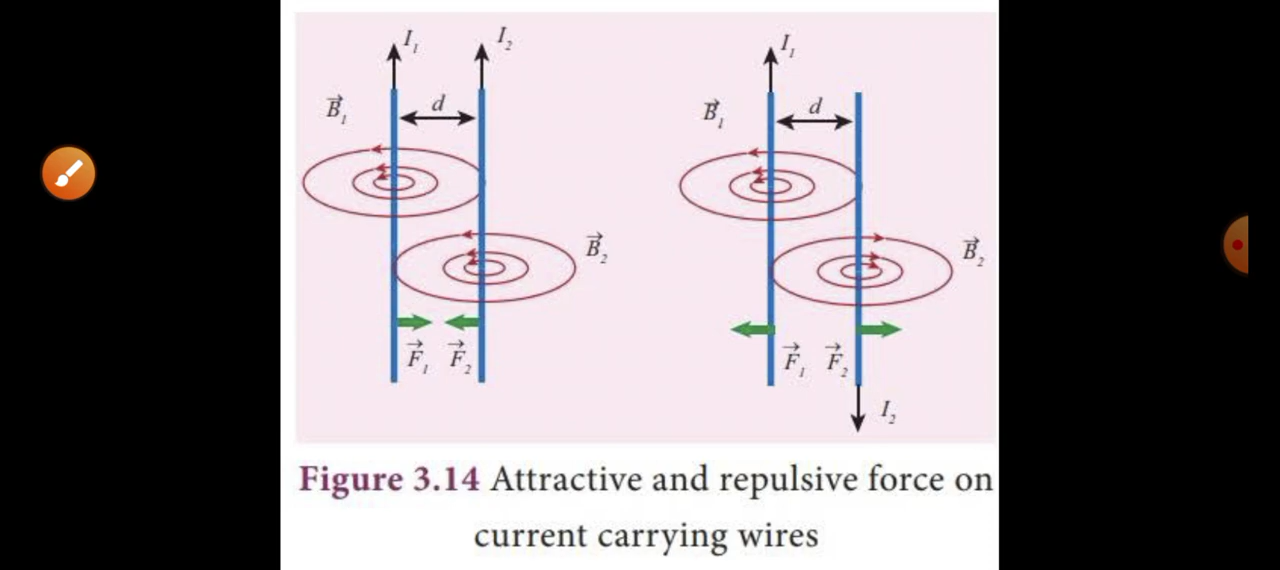 I₁ I₂
B⃗₁ d
B⃗₂
F⃗₁ F⃗₂
I₁
B⃗₁ d
B⃗₂
F⃗₁ F⃗₂
I₂
Figure 3.14 Attractive and repulsive force on
current carrying wires